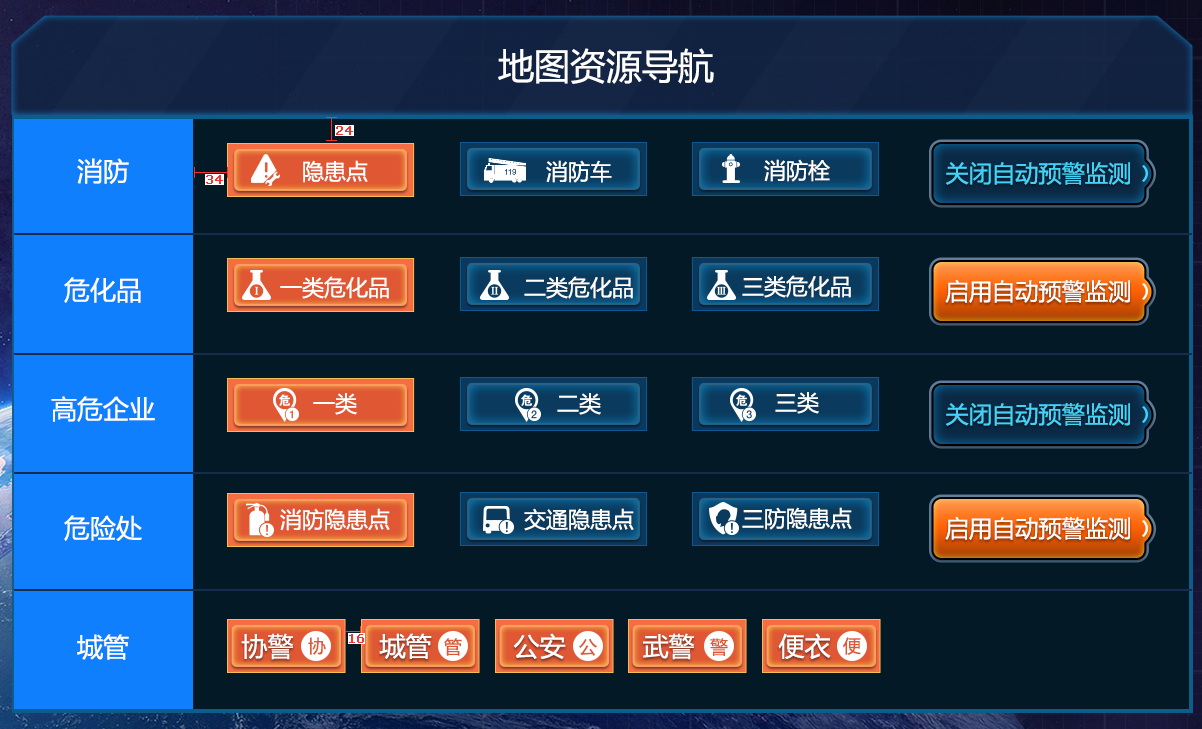 地图资源导航
24
消防
34
隐患点
119
消防车
消防栓
关闭自动预警监测
危化品
I 一类危化品
II 二类危化品
III 三类危化品
启用自动预警监测
高危企业
危1 一类
危2 二类
危3 三类
关闭自动预警监测
危险处
消防隐患点
交通隐患点
三防隐患点
启用自动预警监测
城管
协警 协
16
城管 管
公安 公
武警 警
便衣 便